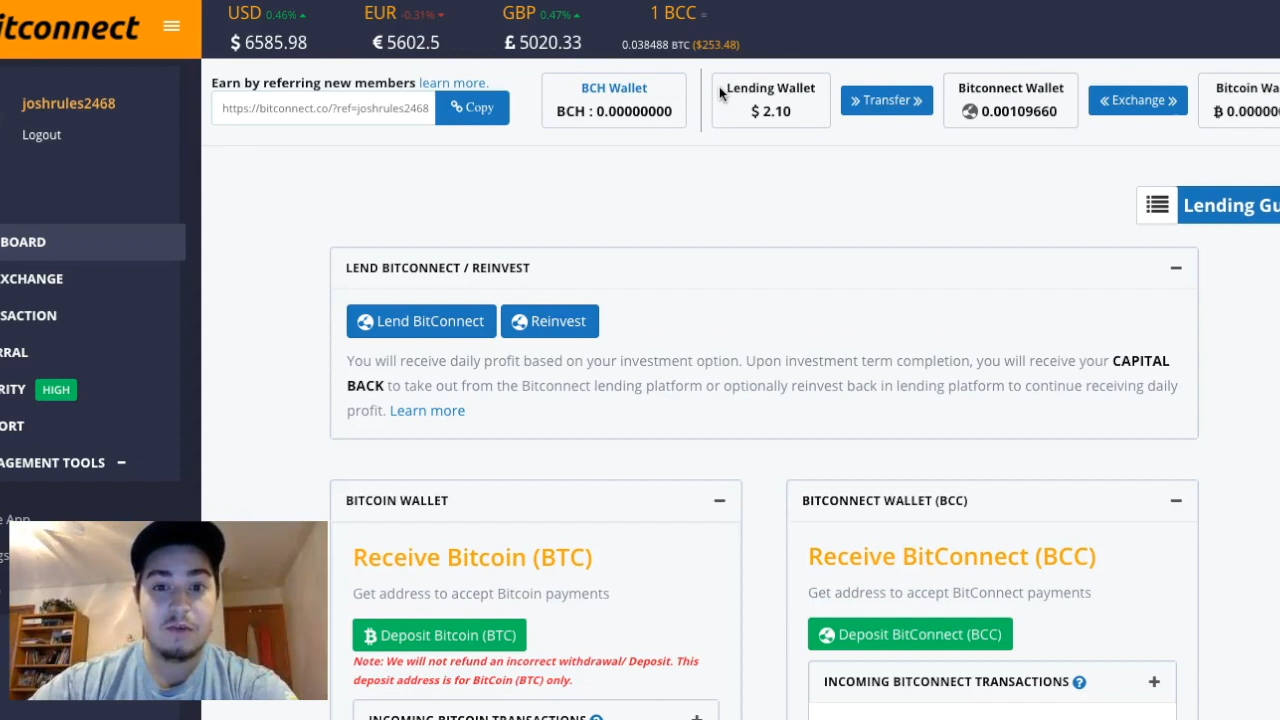 itconnect
USD 0.46%
EUR -0.31%
GBP 0.47%
1 BCC =
$ 6585.98
€ 5602.5
£ 5020.33
0.038488 BTC ($253.48)
joshrules2468
Logout
BOARD
XCHANGE
SACTION
RRAL
RITY HIGH
ORT
AGEMENT TOOLS
e App
gs
Earn by referring new members learn more.
https://bitconnect.co/?ref=joshrules2468
Copy
BCH Wallet
BCH : 0.00000000
Lending Wallet
$ 2.10
Transfer
Bitconnect Wallet
0.00109660
Exchange
Bitcoin Wa
0.00000
Lending Gu
LEND BITCONNECT / REINVEST
Lend BitConnect
Reinvest
You will receive daily profit based on your investment option. Upon investment term completion, you will receive your CAPITAL
BACK to take out from the Bitconnect lending platform or optionally reinvest back in lending platform to continue receiving daily
profit. Learn more
BITCOIN WALLET
Receive Bitcoin (BTC)
Get address to accept Bitcoin payments
Deposit Bitcoin (BTC)
Note: We will not refund an incorrect withdrawal/ Deposit. This
deposit address is for BitCoin (BTC) only.
INCOMING BITCOIN TRANSACTIONS
BITCONNECT WALLET (BCC)
Receive BitConnect (BCC)
Get address to accept BitConnect payments
Deposit BitConnect (BCC)
INCOMING BITCONNECT TRANSACTIONS